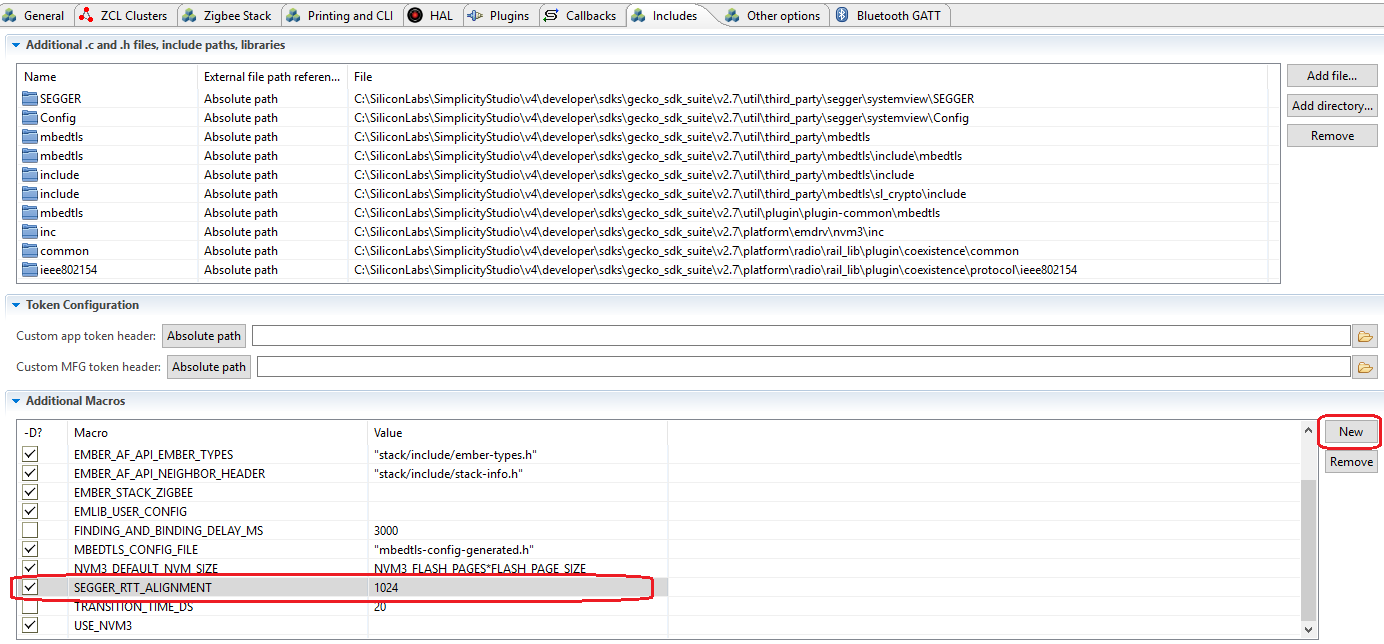 General ZCL Clusters Zigbee Stack Printing and CLI HAL Plugins Callbacks Includes Other options Bluetooth GATT
Additional .c and .h files, include paths, libraries
Name External file path referen... File
SEGGER Absolute path C:\SiliconLabs\SimplicityStudio\v4\developer\sdks\gecko_sdk_suite\v2.7\util\third_party\segger\systemview\SEGGER
Config Absolute path C:\SiliconLabs\SimplicityStudio\v4\developer\sdks\gecko_sdk_suite\v2.7\util\third_party\segger\systemview\Config
mbedtls Absolute path C:\SiliconLabs\SimplicityStudio\v4\developer\sdks\gecko_sdk_suite\v2.7\util\third_party\mbedtls
mbedtls Absolute path C:\SiliconLabs\SimplicityStudio\v4\developer\sdks\gecko_sdk_suite\v2.7\util\third_party\mbedtls\include\mbedtls
include Absolute path C:\SiliconLabs\SimplicityStudio\v4\developer\sdks\gecko_sdk_suite\v2.7\util\third_party\mbedtls\include
include Absolute path C:\SiliconLabs\SimplicityStudio\v4\developer\sdks\gecko_sdk_suite\v2.7\util\third_party\mbedtls\sl_crypto\include
mbedtls Absolute path C:\SiliconLabs\SimplicityStudio\v4\developer\sdks\gecko_sdk_suite\v2.7\util\plugin\plugin-common\mbedtls
inc Absolute path C:\SiliconLabs\SimplicityStudio\v4\developer\sdks\gecko_sdk_suite\v2.7\platform\emdrv\nvm3\inc
common Absolute path C:\SiliconLabs\SimplicityStudio\v4\developer\sdks\gecko_sdk_suite\v2.7\platform\radio\rail_lib\plugin\coexistence\common
ieee802154 Absolute path C:\SiliconLabs\SimplicityStudio\v4\developer\sdks\gecko_sdk_suite\v2.7\platform\radio\rail_lib\plugin\coexistence\protocol\ieee802154
Add file...
Add directory...
Remove
Token Configuration
Custom app token header: Absolute path
Custom MFG token header: Absolute path
Additional Macros
-D? Macro Value
EMBER_AF_API_EMBER_TYPES "stack/include/ember-types.h"
EMBER_AF_API_NEIGHBOR_HEADER "stack/include/stack-info.h"
EMBER_STACK_ZIGBEE
EMLIB_USER_CONFIG
FINDING_AND_BINDING_DELAY_MS 3000
MBEDTLS_CONFIG_FILE "mbedtls-config-generated.h"
NVM3_DEFAULT_NVM_SIZE NVM3_FLASH_PAGES*FLASH_PAGE_SIZE
SEGGER_RTT_ALIGNMENT 1024
TRANSITION_TIME_DS 20
USE_NVM3
New
Remove